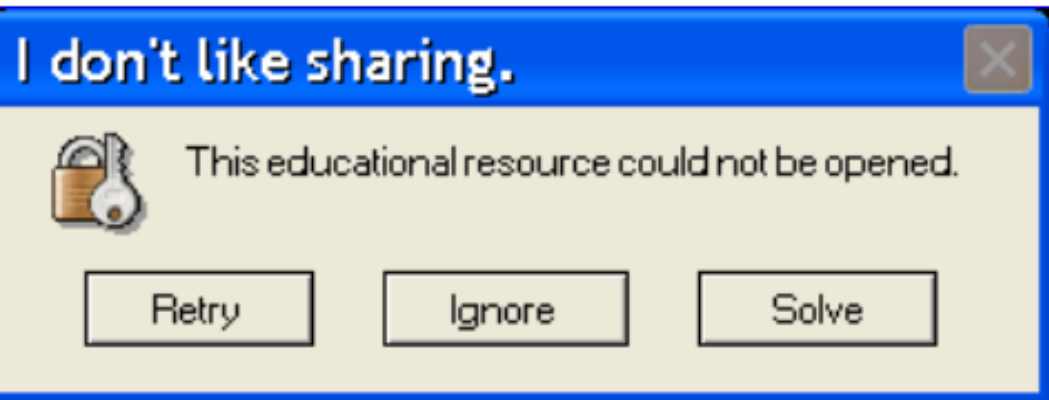 I don't like sharing.
This educational resource could not be opened.
Retry Ignore Solve